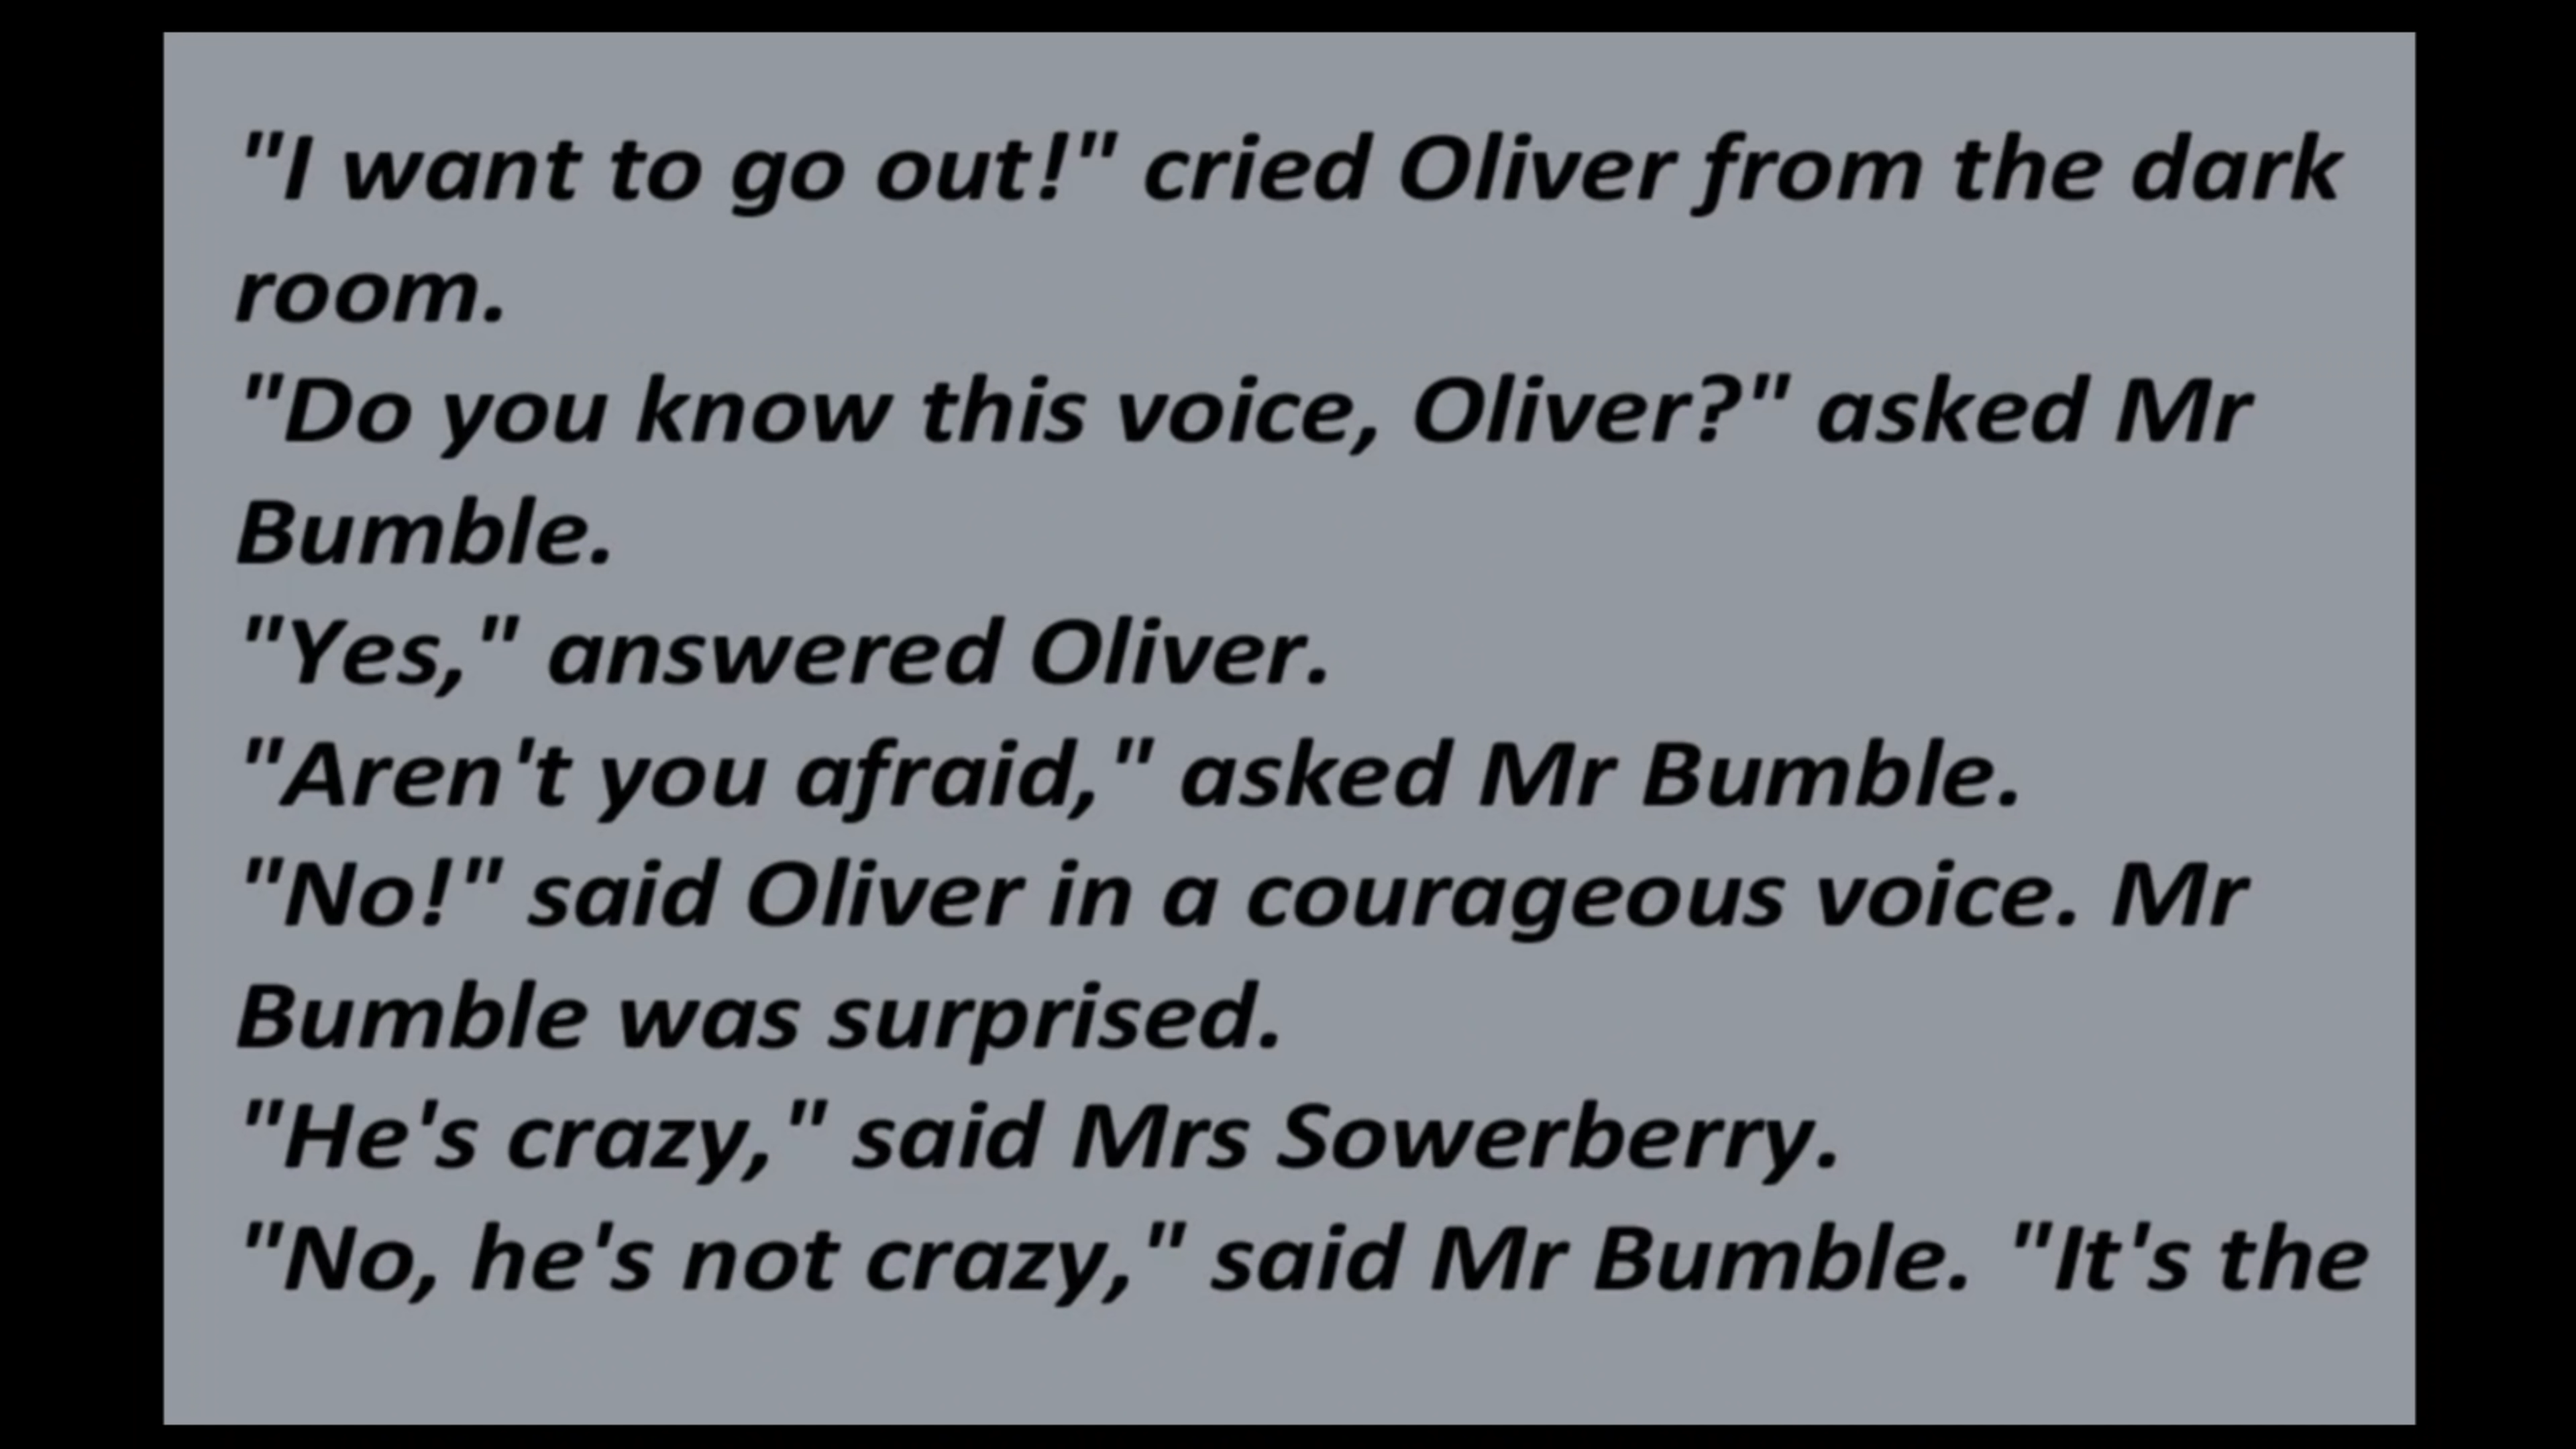 "I want to go out!" cried Oliver from the dark
room.
"Do you know this voice, Oliver?" asked Mr
Bumble.
"Yes," answered Oliver.
"Aren't you afraid," asked Mr Bumble.
"No!" said Oliver in a courageous voice. Mr
Bumble was surprised.
"He's crazy," said Mrs Sowerberry.
"No, he's not crazy," said Mr Bumble. "It's the